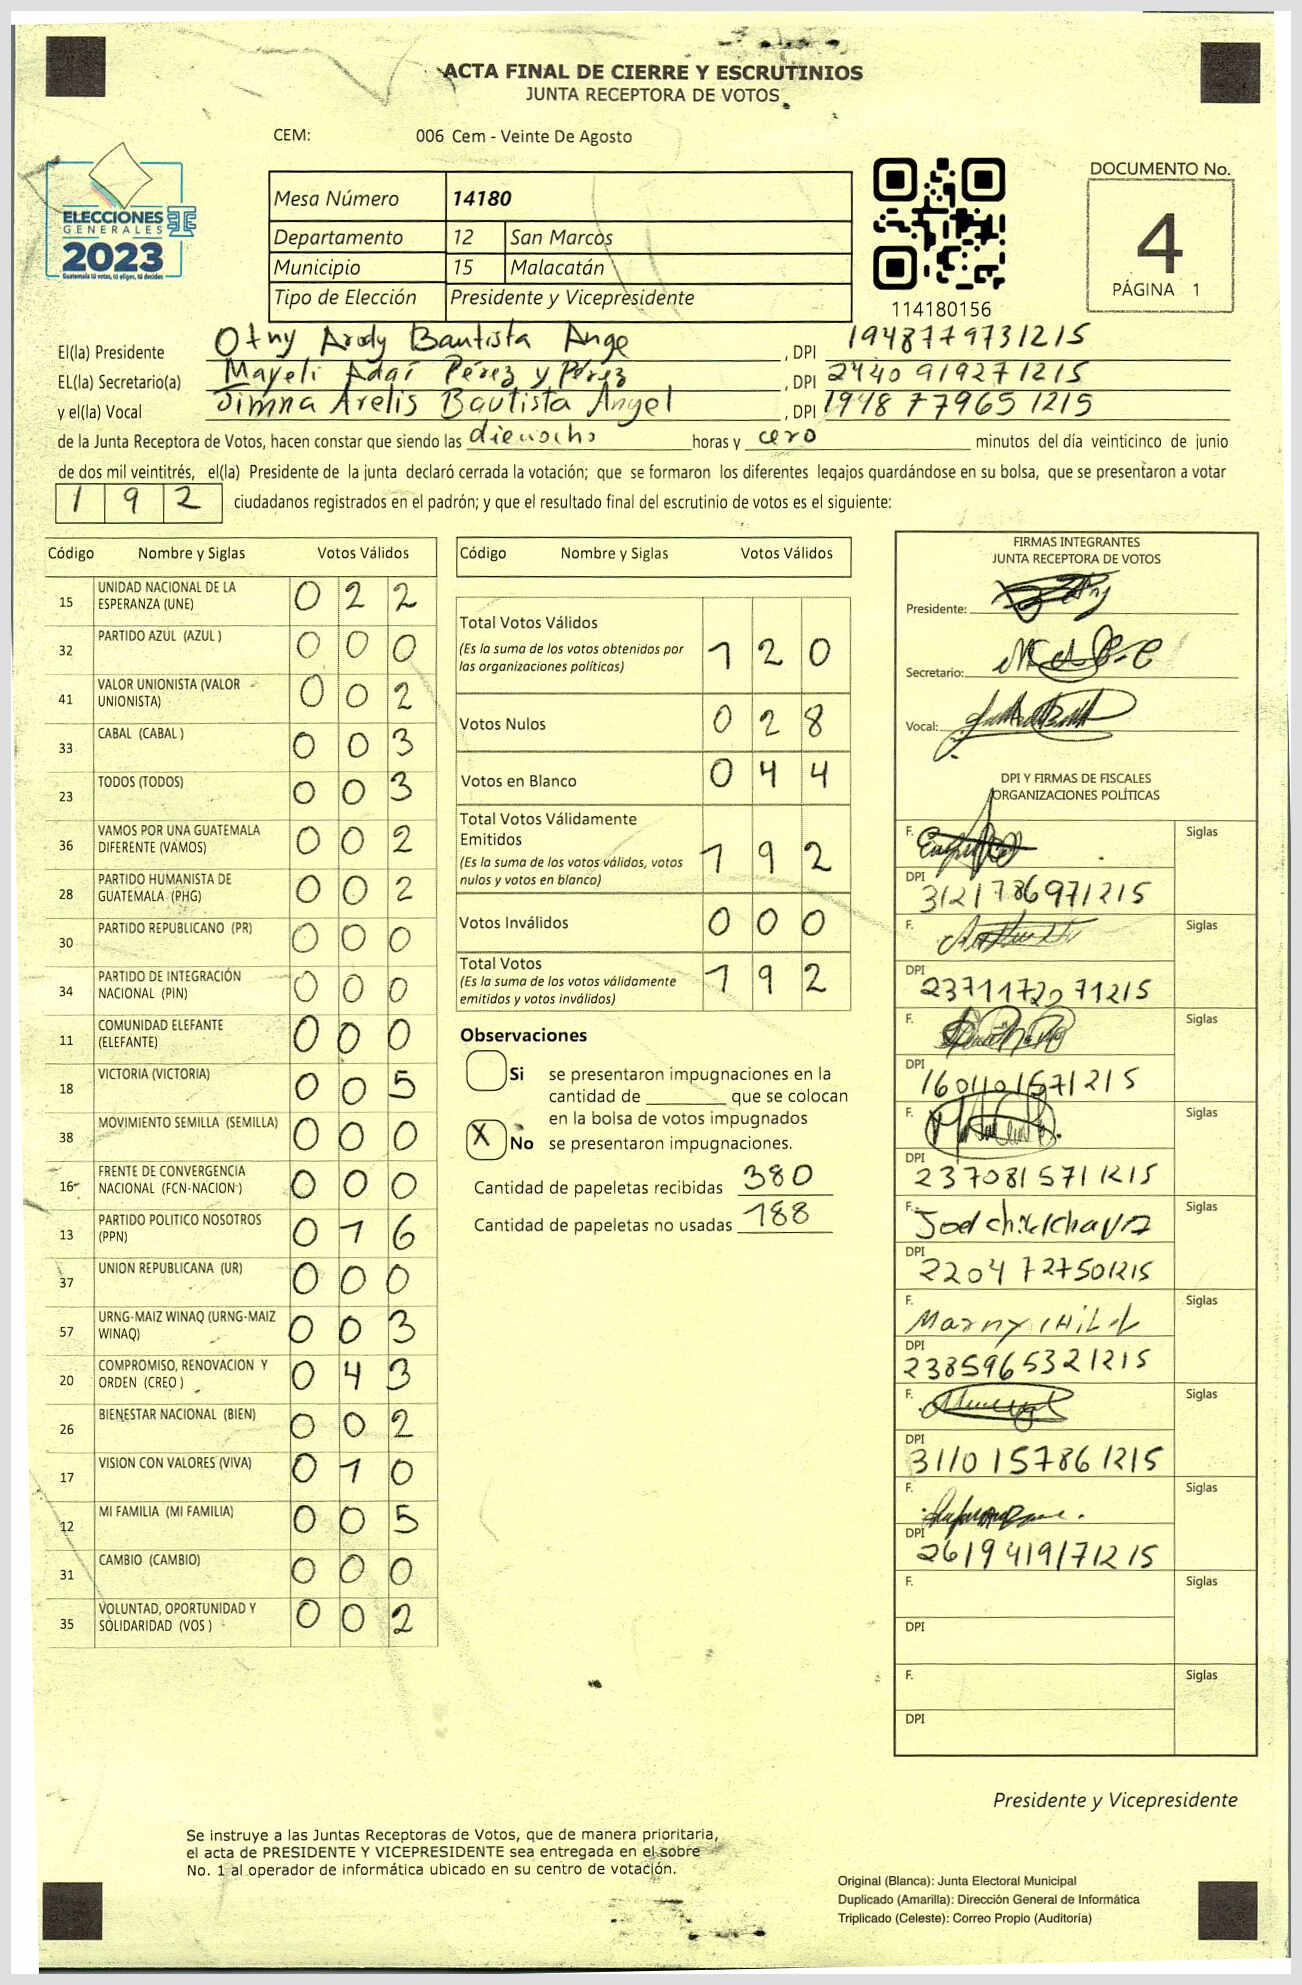 ACTA FINAL DE CIERRE Y ESCRUTINIOS
JUNTA RECEPTORA DE VOTOS
CEM: 006 Cem - Veinte De Agosto
ELECCIONES
GENERALES
2023
Guatemala tú votas, tú eliges, tú decides
Mesa Número 14180
Departamento 12 San Marcos
Municipio 15 Malacatán
Tipo de Elección Presidente y Vicepresidente
114180156
DOCUMENTO No.
4
PÁGINA 1
El(la) Presidente Otny Arody Bautista Ange , DPI 1948779731215
EL(la) Secretario(a) Mayeli Adaí Pérez y Pérez , DPI 2440919271215
y el(la) Vocal Jimna Arelis Bautista Angel , DPI 1948779651215
de la Junta Receptora de Votos, hacen constar que siendo las dieciocho horas y cero minutos del día veinticinco de junio
de dos mil veintitrés, el(la) Presidente de la junta declaró cerrada la votación; que se formaron los diferentes legajos guardándose en su bolsa, que se presentaron a votar
192 ciudadanos registrados en el padrón; y que el resultado final del escrutinio de votos es el siguiente:
Código Nombre y Siglas Votos Válidos
15 UNIDAD NACIONAL DE LA ESPERANZA (UNE) 0 2 2
32 PARTIDO AZUL (AZUL ) 0 0 0
41 VALOR UNIONISTA (VALOR UNIONISTA) 0 0 2
33 CABAL (CABAL ) 0 0 3
23 TODOS (TODOS) 0 0 3
36 VAMOS POR UNA GUATEMALA DIFERENTE (VAMOS) 0 0 2
28 PARTIDO HUMANISTA DE GUATEMALA (PHG) 0 0 2
30 PARTIDO REPUBLICANO (PR) 0 0 0
34 PARTIDO DE INTEGRACIÓN NACIONAL (PIN) 0 0 0
11 COMUNIDAD ELEFANTE (ELEFANTE) 0 0 0
18 VICTORIA (VICTORIA) 0 0 5
38 MOVIMIENTO SEMILLA (SEMILLA) 0 0 0
16 FRENTE DE CONVERGENCIA NACIONAL (FCN-NACION ) 0 0 0
13 PARTIDO POLITICO NOSOTROS (PPN) 0 1 6
37 UNION REPUBLICANA (UR) 0 0 0
57 URNG-MAIZ WINAQ (URNG-MAIZ WINAQ) 0 0 3
20 COMPROMISO, RENOVACION Y ORDEN (CREO ) 0 4 3
26 BIENESTAR NACIONAL (BIEN) 0 0 2
17 VISION CON VALORES (VIVA) 0 1 0
12 MI FAMILIA (MI FAMILIA) 0 0 5
31 CAMBIO (CAMBIO) 0 0 0
35 VOLUNTAD, OPORTUNIDAD Y SOLIDARIDAD (VOS ) 0 0 2
Código Nombre y Siglas Votos Válidos
Total Votos Válidos
(Es la suma de los votos obtenidos por
las organizaciones políticas) 1 2 0
Votos Nulos 0 2 8
Votos en Blanco 0 4 4
Total Votos Válidamente
Emitidos
(Es la suma de los votos válidos, votos
nulos y votos en blanco) 1 9 2
Votos Inválidos 0 0 0
Total Votos
(Es la suma de los votos válidamente
emitidos y votos inválidos) 1 9 2
Observaciones
Si se presentaron impugnaciones en la
cantidad de ________ que se colocan
en la bolsa de votos impugnados
X No se presentaron impugnaciones.
Cantidad de papeletas recibidas 380
Cantidad de papeletas no usadas 188
FIRMAS INTEGRANTES
JUNTA RECEPTORA DE VOTOS
Presidente:
Secretario:
Vocal:
DPI Y FIRMAS DE FISCALES
ORGANIZACIONES POLÍTICAS
F. Siglas
DPI 3121786971215
F. Siglas
DPI 2371172071215
F. Siglas
DPI 1601101571215
F. Siglas
DPI 2370815711215
F. Siglas
DPI 2204727501215
F. Marny Siglas
DPI 2385965321215
F. Siglas
DPI 3110157861215
F. Siglas
DPI 2619419171215
F. Siglas
DPI
F. Siglas
DPI
Presidente y Vicepresidente
Se instruye a las Juntas Receptoras de Votos, que de manera prioritaria,
el acta de PRESIDENTE Y VICEPRESIDENTE sea entregada en el sobre
No. 1 al operador de informática ubicado en su centro de votación.
Original (Blanca): Junta Electoral Municipal
Duplicado (Amarilla): Dirección General de Informática
Triplicado (Celeste): Correo Propio (Auditoría)